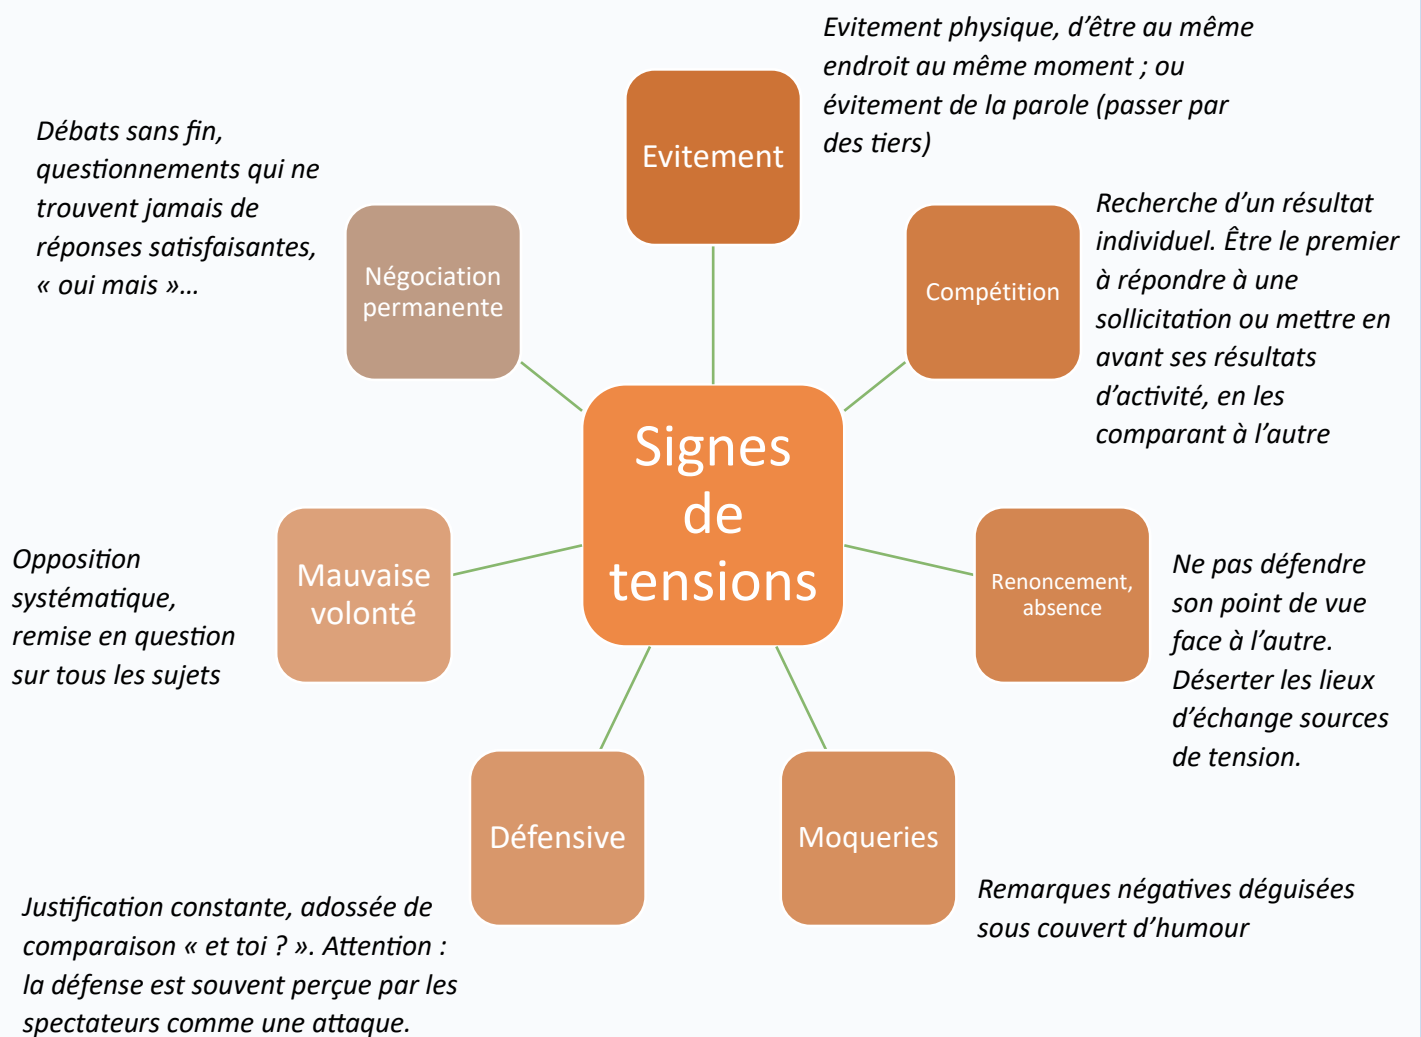 Evitement
Evitement physique, d’être au même
endroit au même moment ; ou
évitement de la parole (passer par
des tiers)
Compétition
Recherche d’un résultat
individuel. Être le premier
à répondre à une
sollicitation ou mettre en
avant ses résultats
d’activité, en les
comparant à l’autre
Débats sans fin,
questionnements qui ne
trouvent jamais de
réponses satisfaisantes,
« oui mais »…
Négociation
permanente
Signes
de
tensions
Renoncement,
absence
Ne pas défendre
son point de vue
face à l’autre.
Déserter les lieux
d’échange sources
de tension.
Opposition
systématique,
remise en question
sur tous les sujets
Mauvaise
volonté
Défensive
Justification constante, adossée de
comparaison « et toi ? ». Attention :
la défense est souvent perçue par les
spectateurs comme une attaque.
Moqueries
Remarques négatives déguisées
sous couvert d’humour